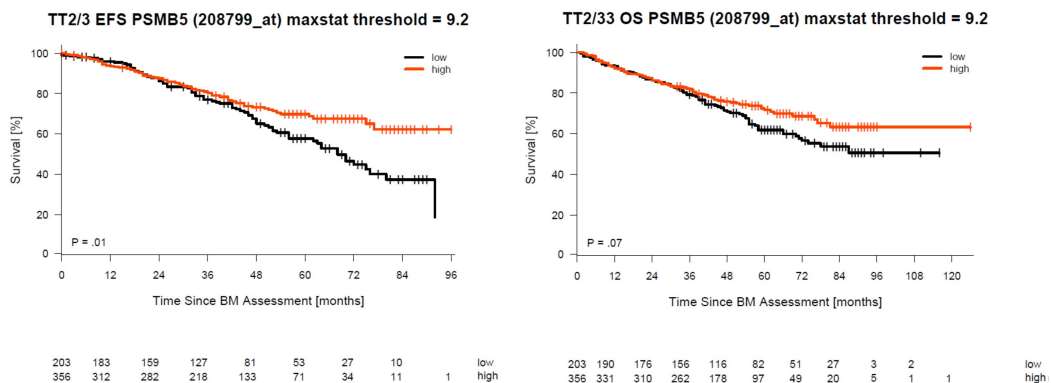 TT2/3 EFS PSMB5 (208799_at) maxstat threshold = 9.2
Survival [%]
100
80
60
40
20
0
low
high
P = .01
0 12 24 36 48 60 72 84 96
Time Since BM Assessment [months]
203 183 159 127 81 53 27 10 low
356 312 282 218 133 71 34 11 1 high
TT2/33 OS PSMB5 (208799_at) maxstat threshold = 9.2
Survival [%]
100
80
60
40
20
0
low
high
P = .07
0 12 24 36 48 60 72 84 96 108 120
Time Since BM Assessment [months]
203 190 176 156 116 82 51 27 3 2 low
356 331 310 262 178 97 49 20 5 1 1 high